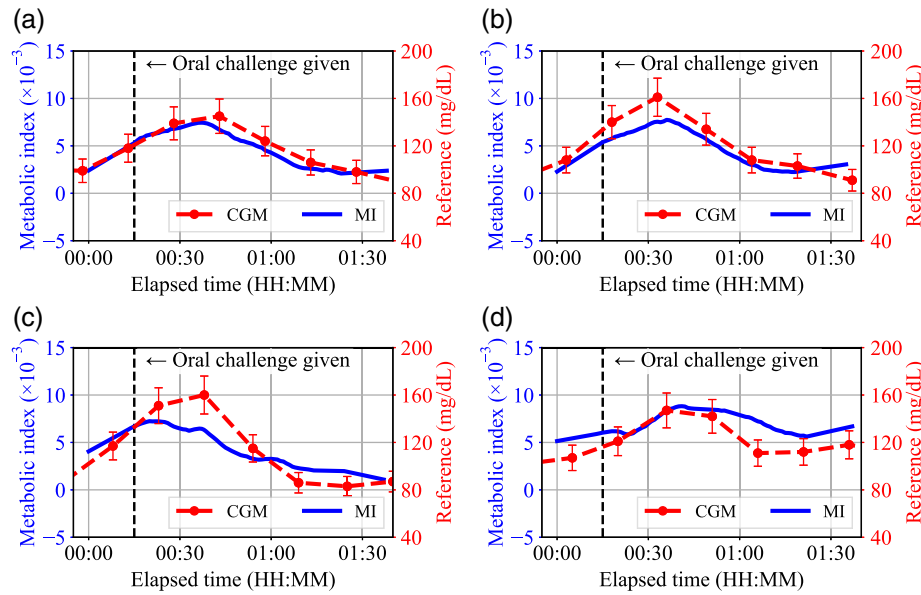 (a)
← Oral challenge given
Metabolic index (×10⁻³)
15
10
5
0
−5
Reference (mg/dL)
200
160
120
80
40
CGM
MI
00:00
00:30
01:00
01:30
Elapsed time (HH:MM)
(b)
← Oral challenge given
Metabolic index (×10⁻³)
15
10
5
0
−5
Reference (mg/dL)
200
160
120
80
40
CGM
MI
00:00
00:30
01:00
01:30
Elapsed time (HH:MM)
(c)
← Oral challenge given
Metabolic index (×10⁻³)
15
10
5
0
−5
Reference (mg/dL)
200
160
120
80
40
CGM
MI
00:00
00:30
01:00
01:30
Elapsed time (HH:MM)
(d)
← Oral challenge given
Metabolic index (×10⁻³)
15
10
5
0
−5
Reference (mg/dL)
200
160
120
80
40
CGM
MI
00:00
00:30
01:00
01:30
Elapsed time (HH:MM)